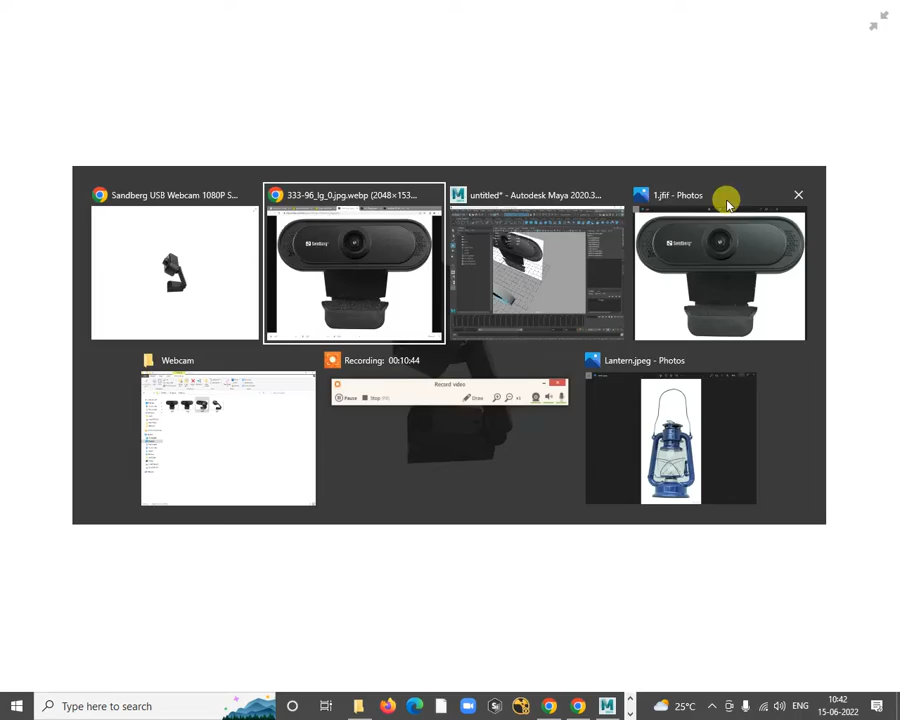 Sandberg USB Webcam 1080P S...
333-96_lg_0.jpg.webp (2048×153...
untitled* - Autodesk Maya 2020.3...
1.jfif - Photos
SANDBERG
SANDBERG
Webcam
Recording: 00:10:44
Lantern.jpeg - Photos
Record video
Pause
Stop
Draw
Type here to search
25°C
ENG
10:42
15-06-2022